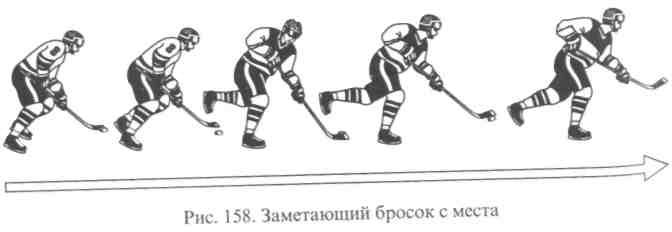 Рис. 158. Заметающий бросок с места